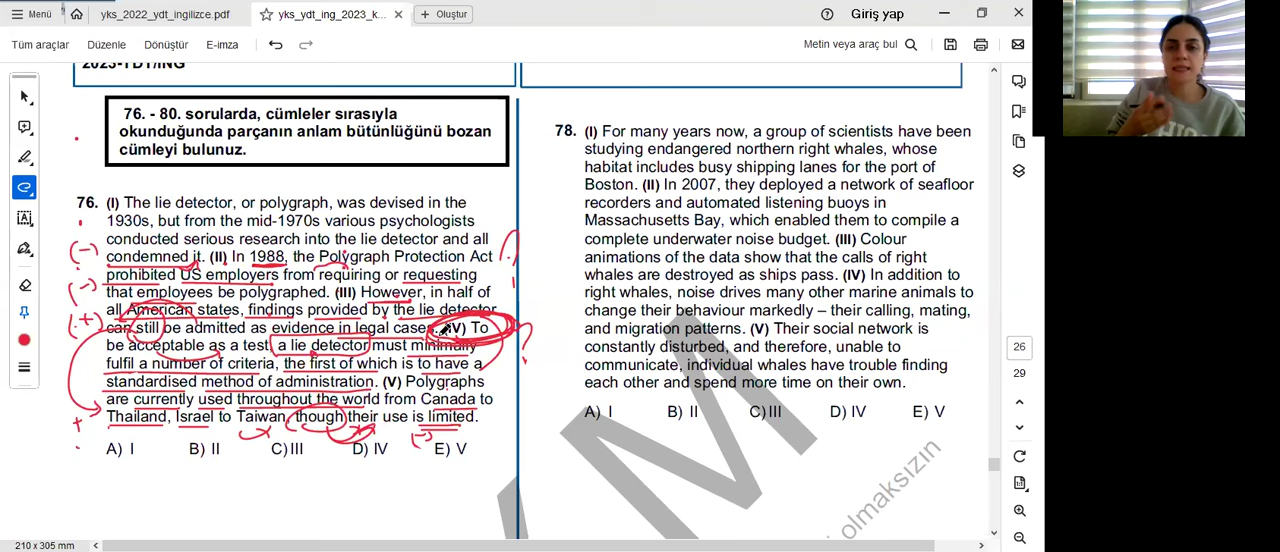 Menü
yks_2022_ydt_ingilizce.pdf
yks_ydt_ing_2023_k...
Oluştur
Giriş yap
Tüm araçlar
Düzenle
Dönüştür
E-imza
Metin veya araç bul
2023-YDT/İNG
76. - 80. sorularda, cümleler sırasıyla
okunduğunda parçanın anlam bütünlüğünü bozan
cümleyi bulunuz.
76. (I) The lie detector, or polygraph, was devised in the
1930s, but from the mid-1970s various psychologists
conducted serious research into the lie detector and all
condemned it. (II) In 1988, the Polygraph Protection Act
prohibited US employers from requiring or requesting
that employees be polygraphed. (III) However, in half of
all American states, findings provided by the lie detector
can still be admitted as evidence in legal cases. (IV) To
be acceptable as a test, a lie detector must minimally
fulfil a number of criteria, the first of which is to have a
standardised method of administration. (V) Polygraphs
are currently used throughout the world from Canada to
Thailand, Israel to Taiwan, though their use is limited.
A) I B) II C) III D) IV E) V
78. (I) For many years now, a group of scientists have been
studying endangered northern right whales, whose
habitat includes busy shipping lanes for the port of
Boston. (II) In 2007, they deployed a network of seafloor
recorders and automated listening buoys in
Massachusetts Bay, which enabled them to compile a
complete underwater noise budget. (III) Colour
animations of the data show that the calls of right
whales are destroyed as ships pass. (IV) In addition to
right whales, noise drives many other marine animals to
change their behaviour markedly – their calling, mating,
and migration patterns. (V) Their social network is
constantly disturbed, and therefore, unable to
communicate, individual whales have trouble finding
each other and spend more time on their own.
A) I B) II C) III D) IV E) V
(-)
(-)
(+)
+
(-)
?
?
M
olmaksızın
26
29
210 x 305 mm